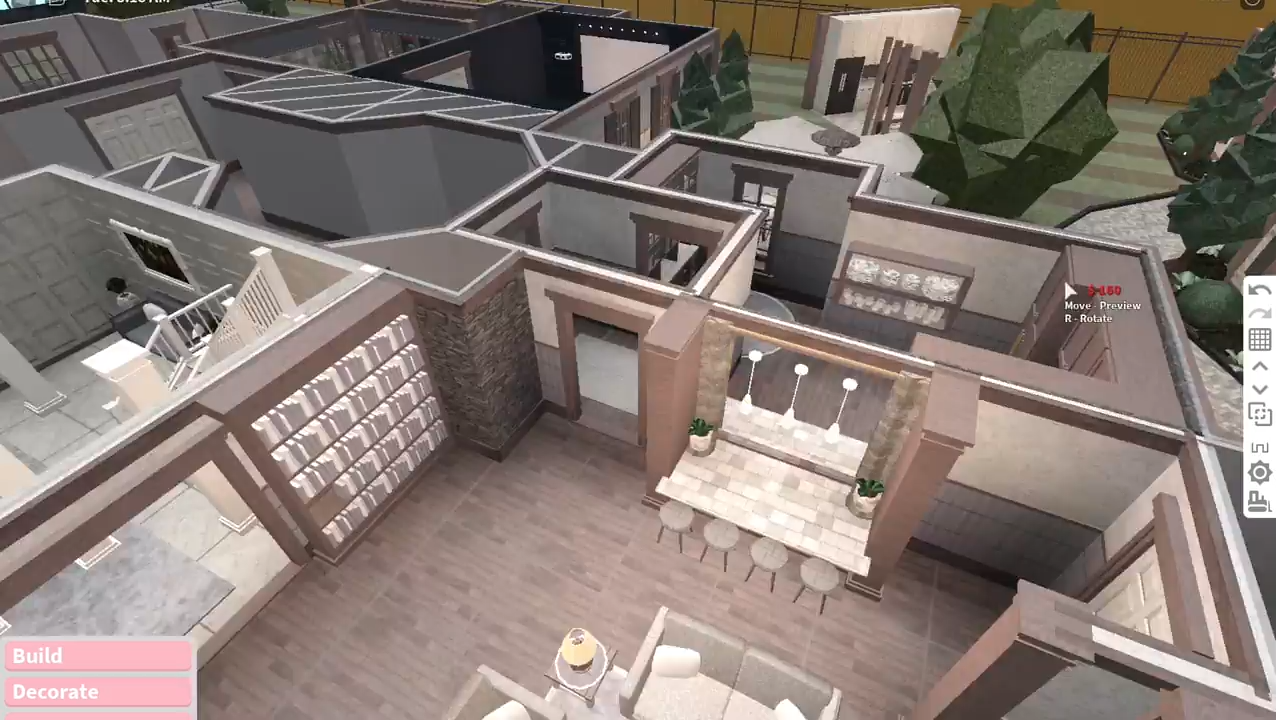 $-160
Move - Preview
R - Rotate
Build
Decorate